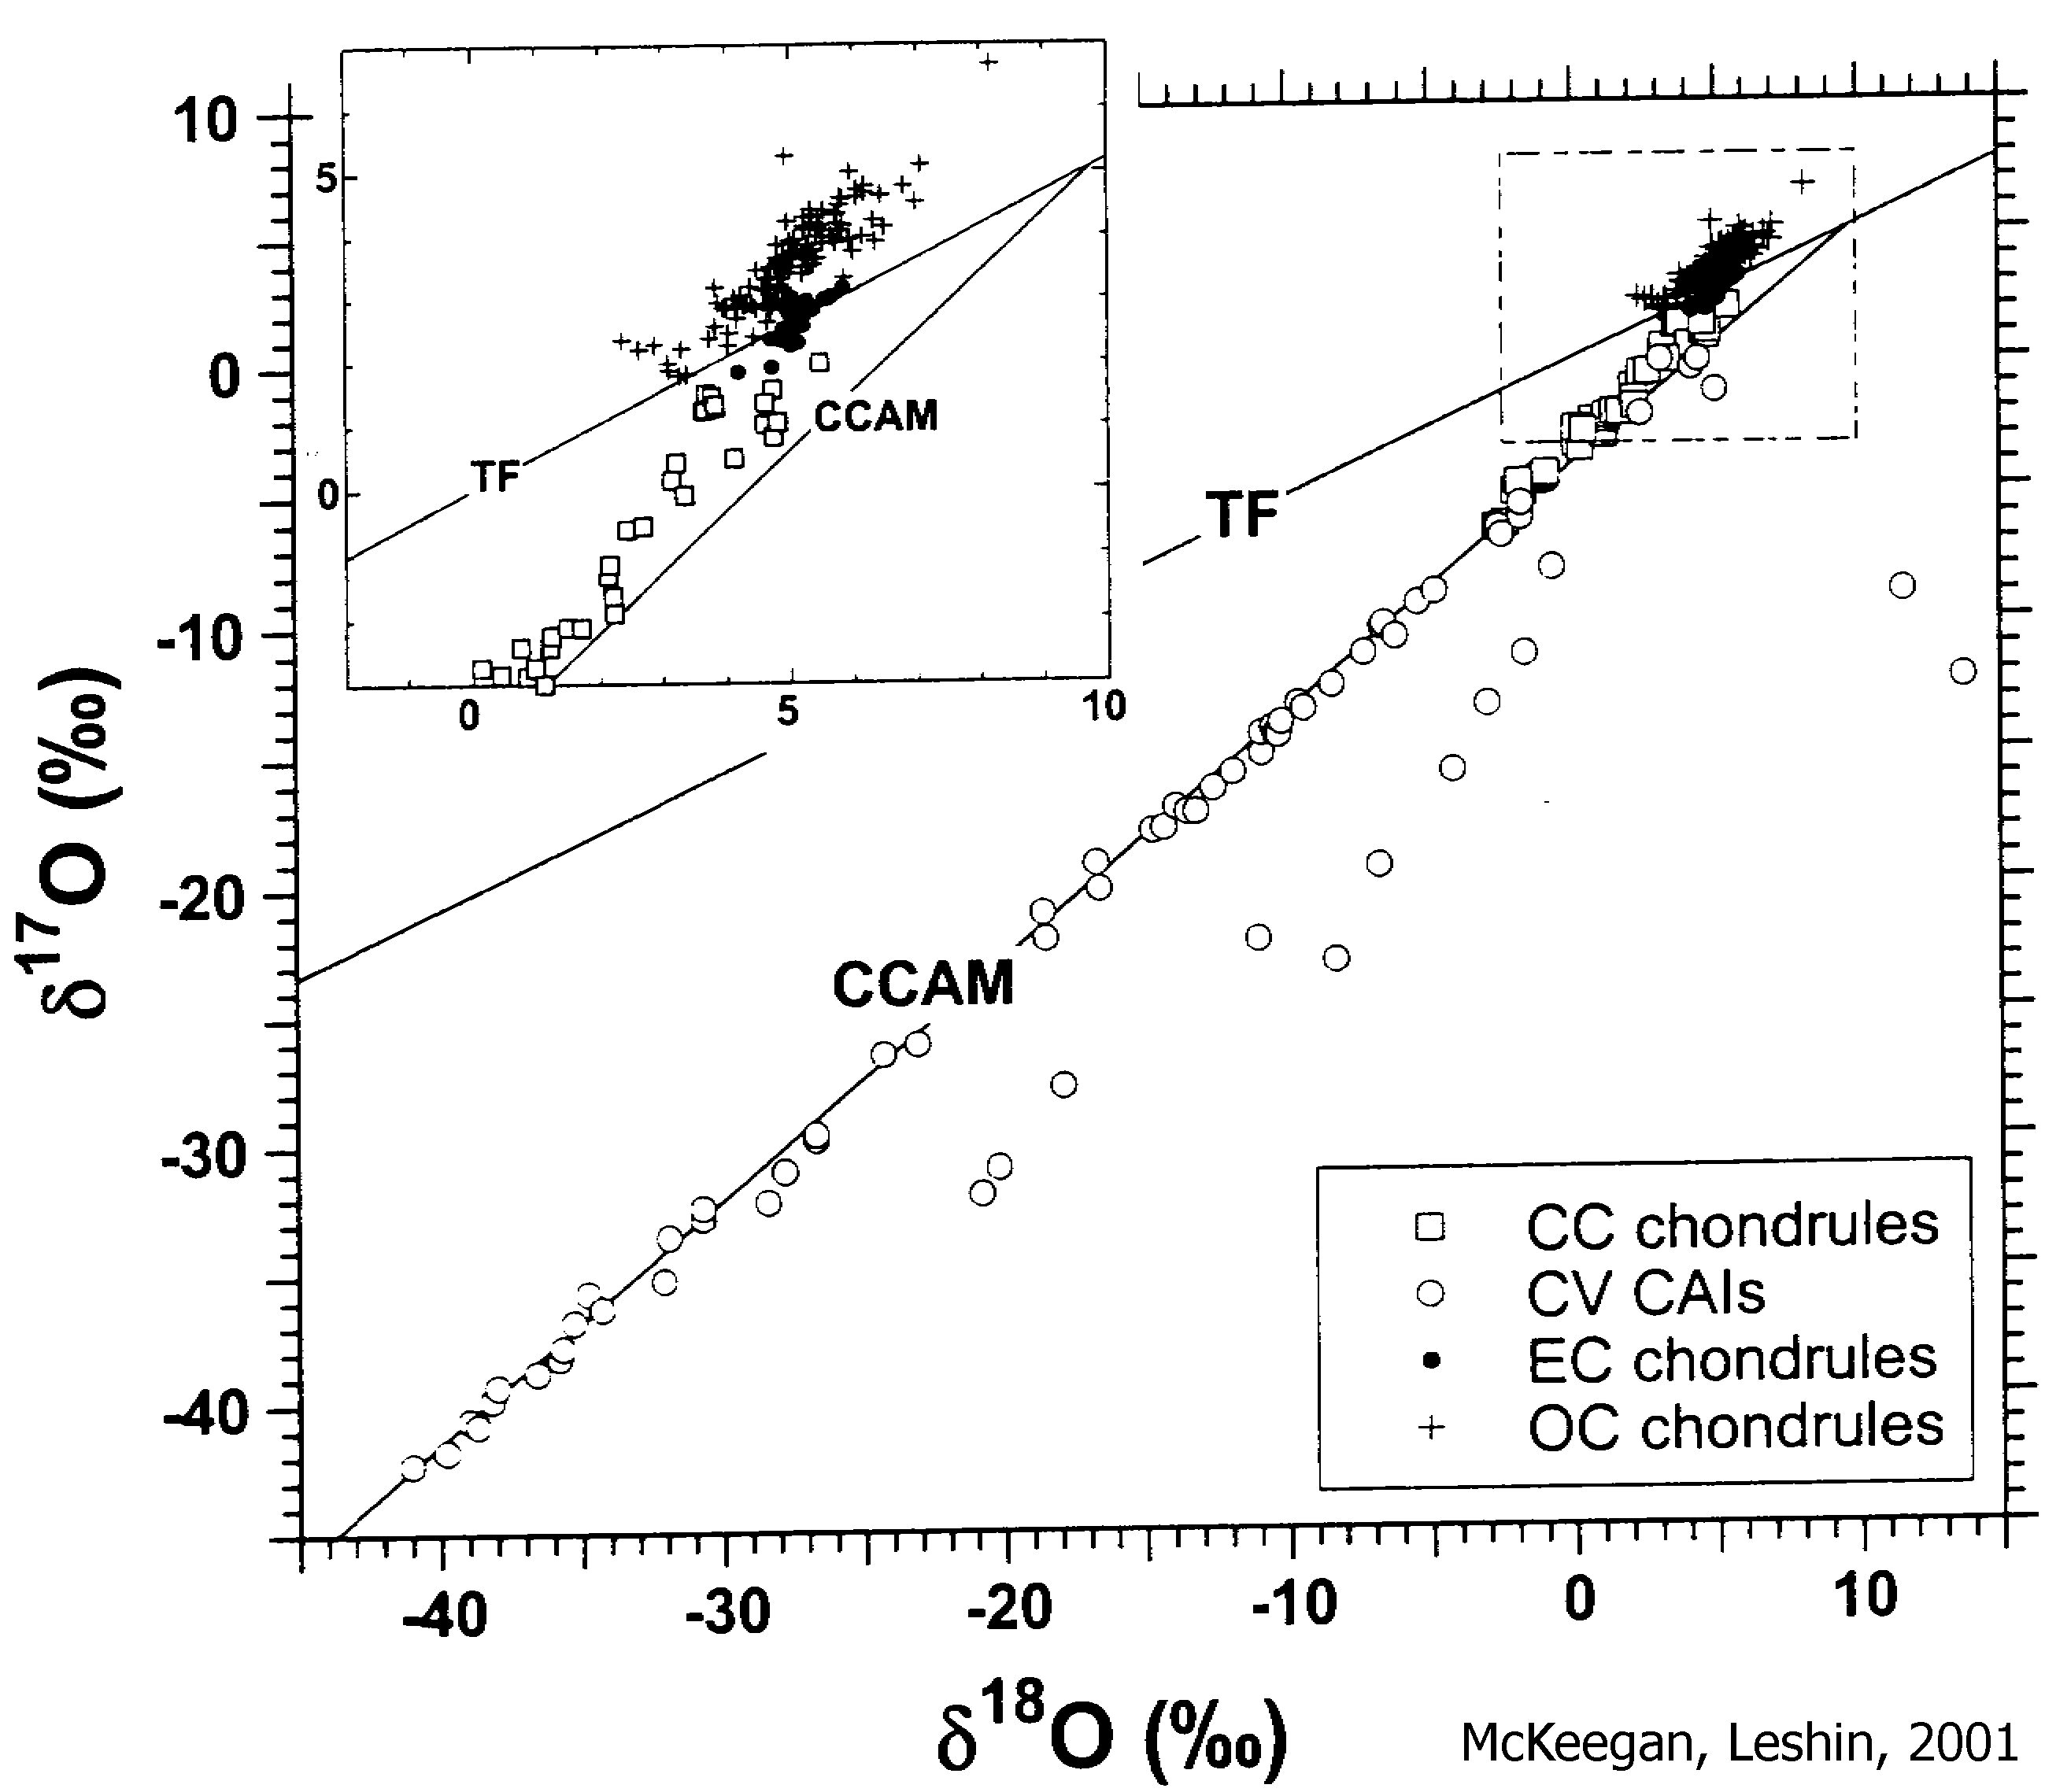 10
0
-10
-20
-30
-40
δ¹⁷O (‰)
5
0
TF
CCAM
0
5
10
TF
CCAM
CC chondrules
CV CAIs
EC chondrules
OC chondrules
-40
-30
-20
-10
0
10
δ¹⁸O (‰)
McKeegan, Leshin, 2001